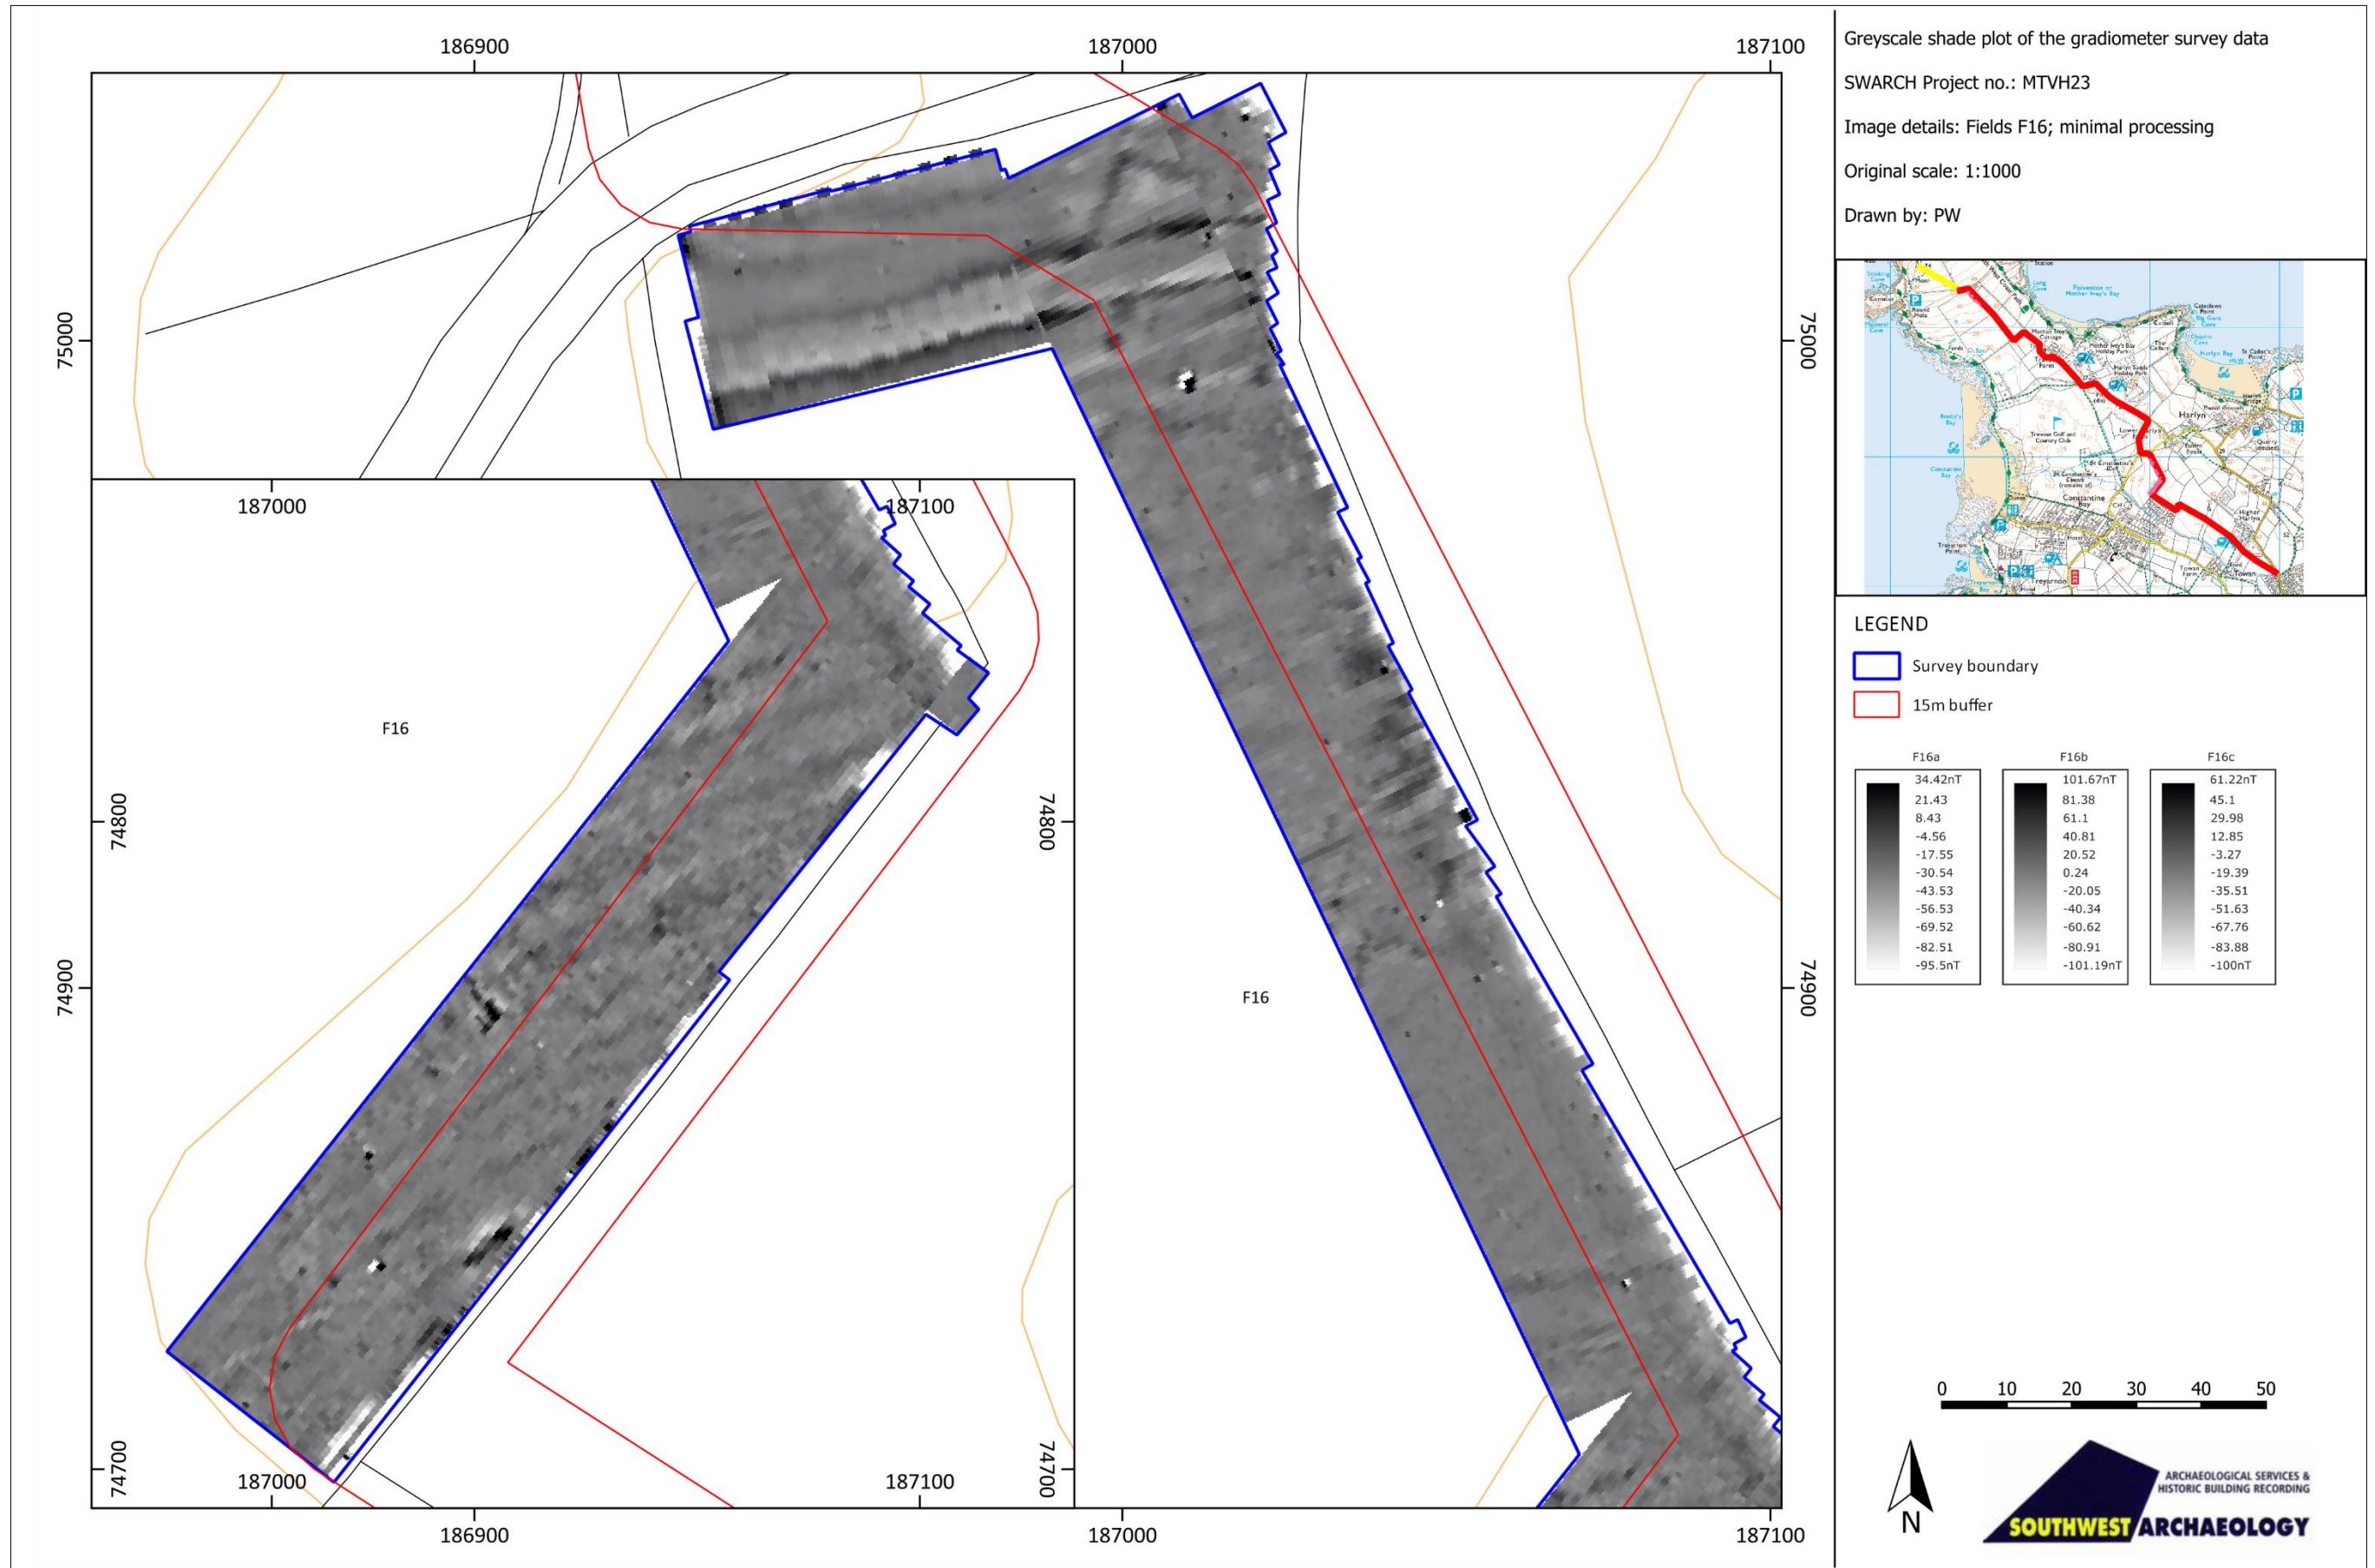 186900
187000
187100
75000
75000
187000
187100
F16
74800
74800
74900
74900
F16
74700
74700
187000
187100
186900
187000
187100
Greyscale shade plot of the gradiometer survey data
SWARCH Project no.: MTVH23
Image details: Fields F16; minimal processing
Original scale: 1:1000
Drawn by: PW
Harlyn
Constantine
Bay
Higher
Harlyn
Treyarnon
LEGEND
Survey boundary
15m buffer
F16a
34.42nT
21.43
8.43
-4.56
-17.55
-30.54
-43.53
-56.53
-69.52
-82.51
-95.5nT
F16b
101.67nT
81.38
61.1
40.81
20.52
0.24
-20.05
-40.34
-60.62
-80.91
-101.19nT
F16c
61.22nT
45.1
29.98
12.85
-3.27
-19.39
-35.51
-51.63
-67.76
-83.88
-100nT
0 10 20 30 40 50
N
ARCHAEOLOGICAL SERVICES &
HISTORIC BUILDING RECORDING
SOUTHWEST ARCHAEOLOGY